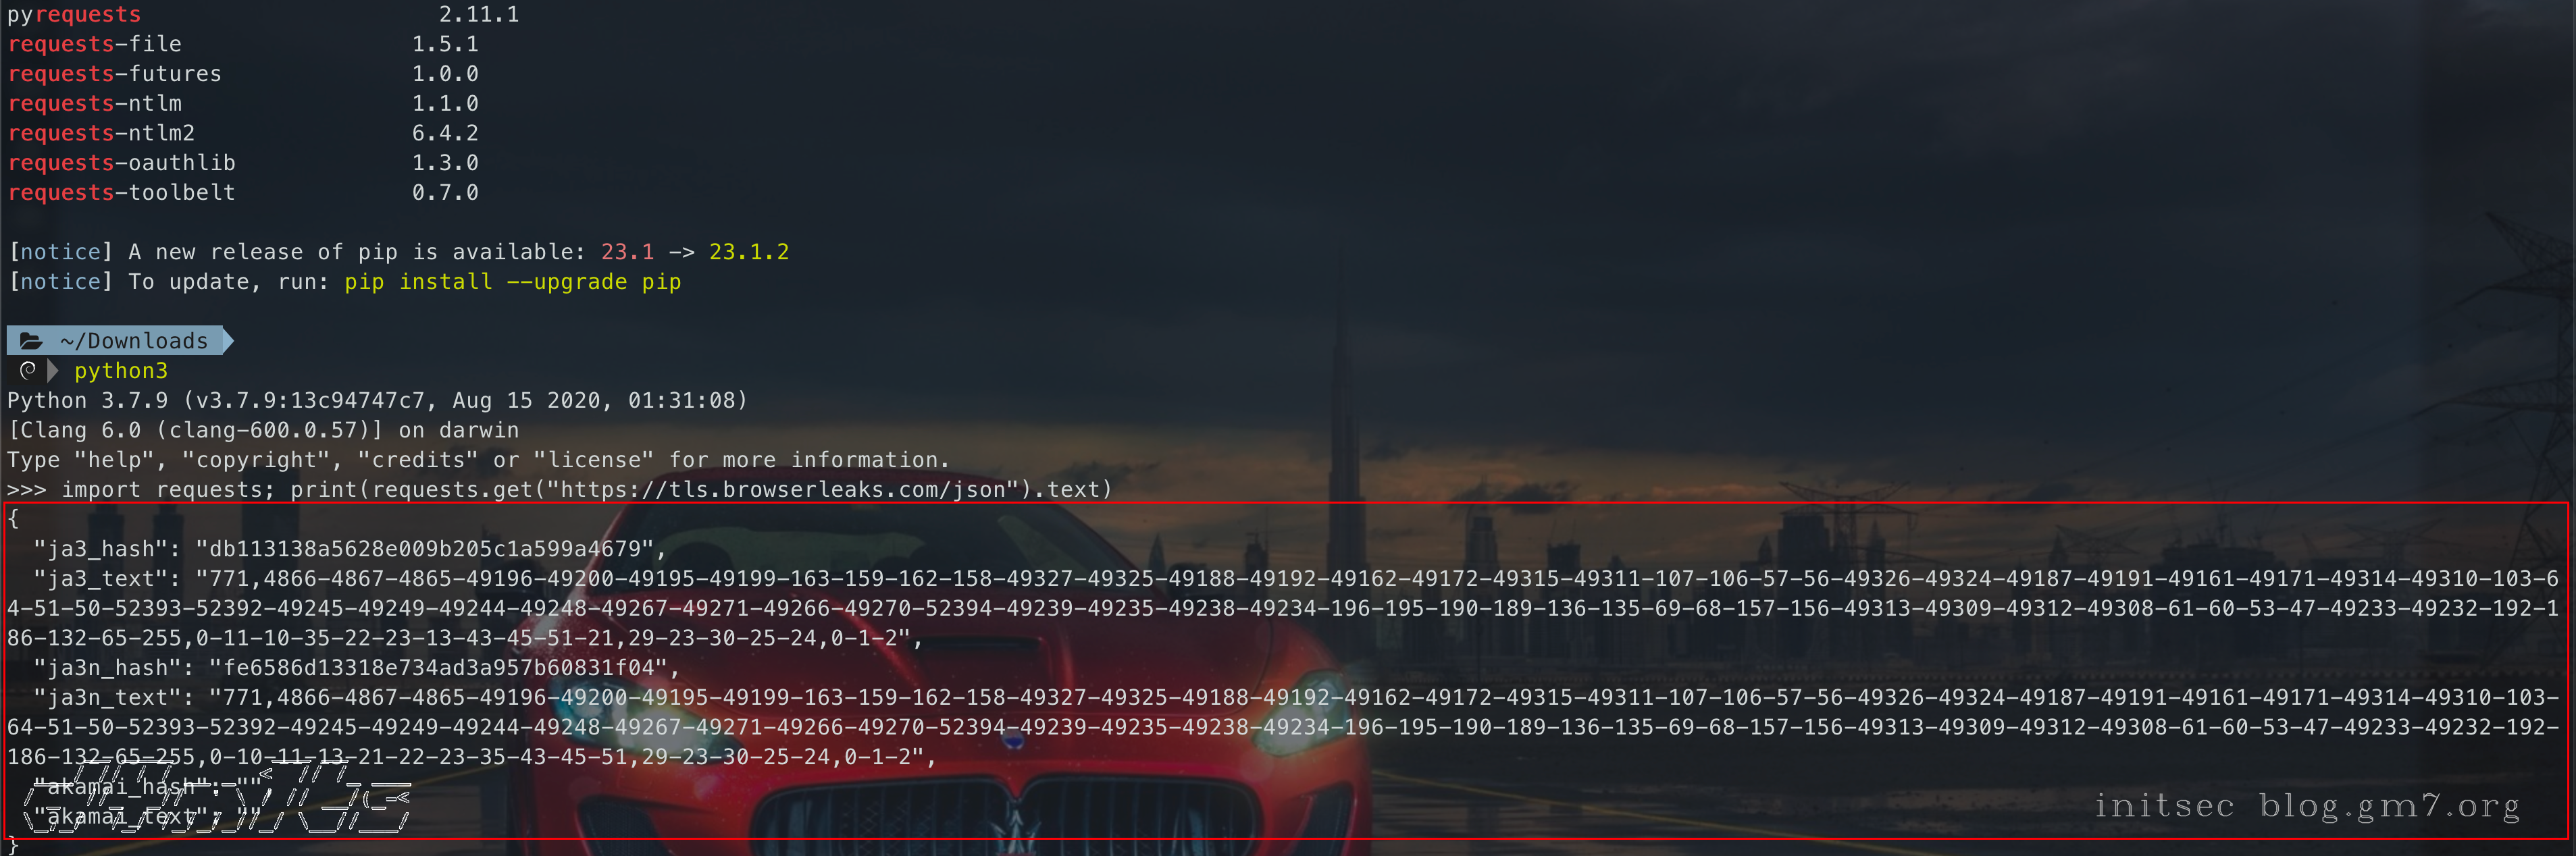 pyrequests                      2.11.1
requests-file                 1.5.1
requests-futures              1.0.0
requests-ntlm                 1.1.0
requests-ntlm2                6.4.2
requests-oauthlib             1.3.0
requests-toolbelt             0.7.0
[notice] A new release of pip is available: 23.1 -> 23.1.2
[notice] To update, run: pip install --upgrade pip
~/Downloads
python3
Python 3.7.9 (v3.7.9:13c94747c7, Aug 15 2020, 01:31:08)
[Clang 6.0 (clang-600.0.57)] on darwin
Type "help", "copyright", "credits" or "license" for more information.
>>> import requests; print(requests.get("https://tls.browserleaks.com/json").text)
{
  "ja3_hash": "db113138a5628e009b205c1a599a4679",
  "ja3_text": "771,4866-4867-4865-49196-49200-49195-49199-163-159-162-158-49327-49325-49188-49192-49162-49172-49315-49311-107-106-57-56-49326-49324-49187-49191-49161-49171-49314-49310-103-6
4-51-50-52393-52392-49245-49249-49244-49248-49267-49271-49266-49270-52394-49239-49235-49238-49234-196-195-190-189-136-135-69-68-157-156-49313-49309-49312-49308-61-60-53-47-49233-49232-192-1
86-132-65-255,0-11-10-35-22-23-13-43-45-51-21,29-23-30-25-24,0-1-2",
  "ja3n_hash": "fe6586d13318e734ad3a957b60831f04",
  "ja3n_text": "771,4866-4867-4865-49196-49200-49195-49199-163-159-162-158-49327-49325-49188-49192-49162-49172-49315-49311-107-106-57-56-49326-49324-49187-49191-49161-49171-49314-49310-103-
64-51-50-52393-52392-49245-49249-49244-49248-49267-49271-49266-49270-52394-49239-49235-49238-49234-196-195-190-189-136-135-69-68-157-156-49313-49309-49312-49308-61-60-53-47-49233-49232-192-
186-132-65-255,0-10-11-13-21-22-23-35-43-45-51,29-23-30-25-24,0-1-2",
  "akamai_hash": "",
  "akamai_text": ""
}
initsec blog.gm7.org